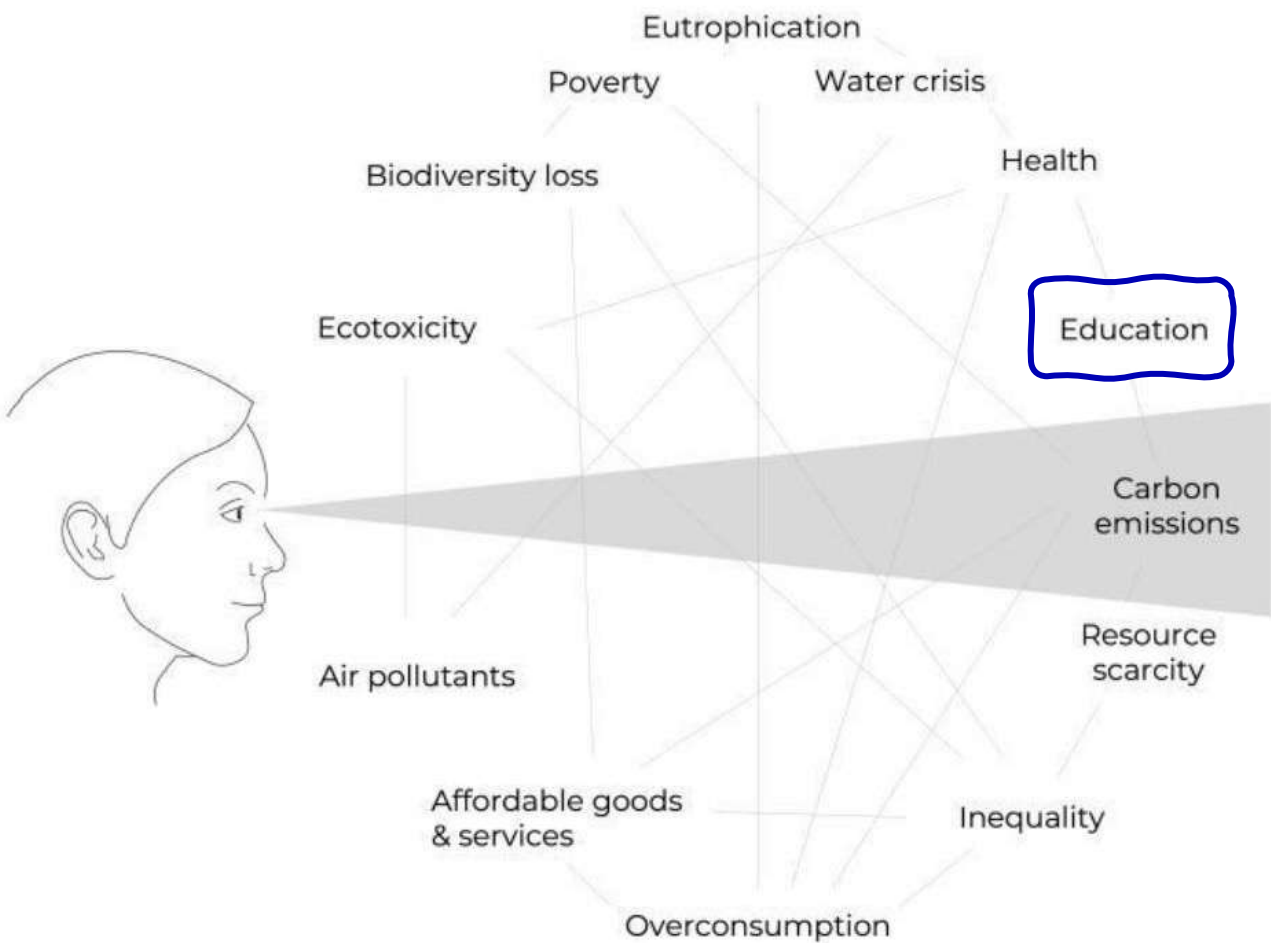 Eutrophication
Poverty
Water crisis
Health
Biodiversity loss
Education
Ecotoxicity
Carbon
emissions
Resource
scarcity
Air pollutants
Affordable goods
& services
Inequality
Overconsumption